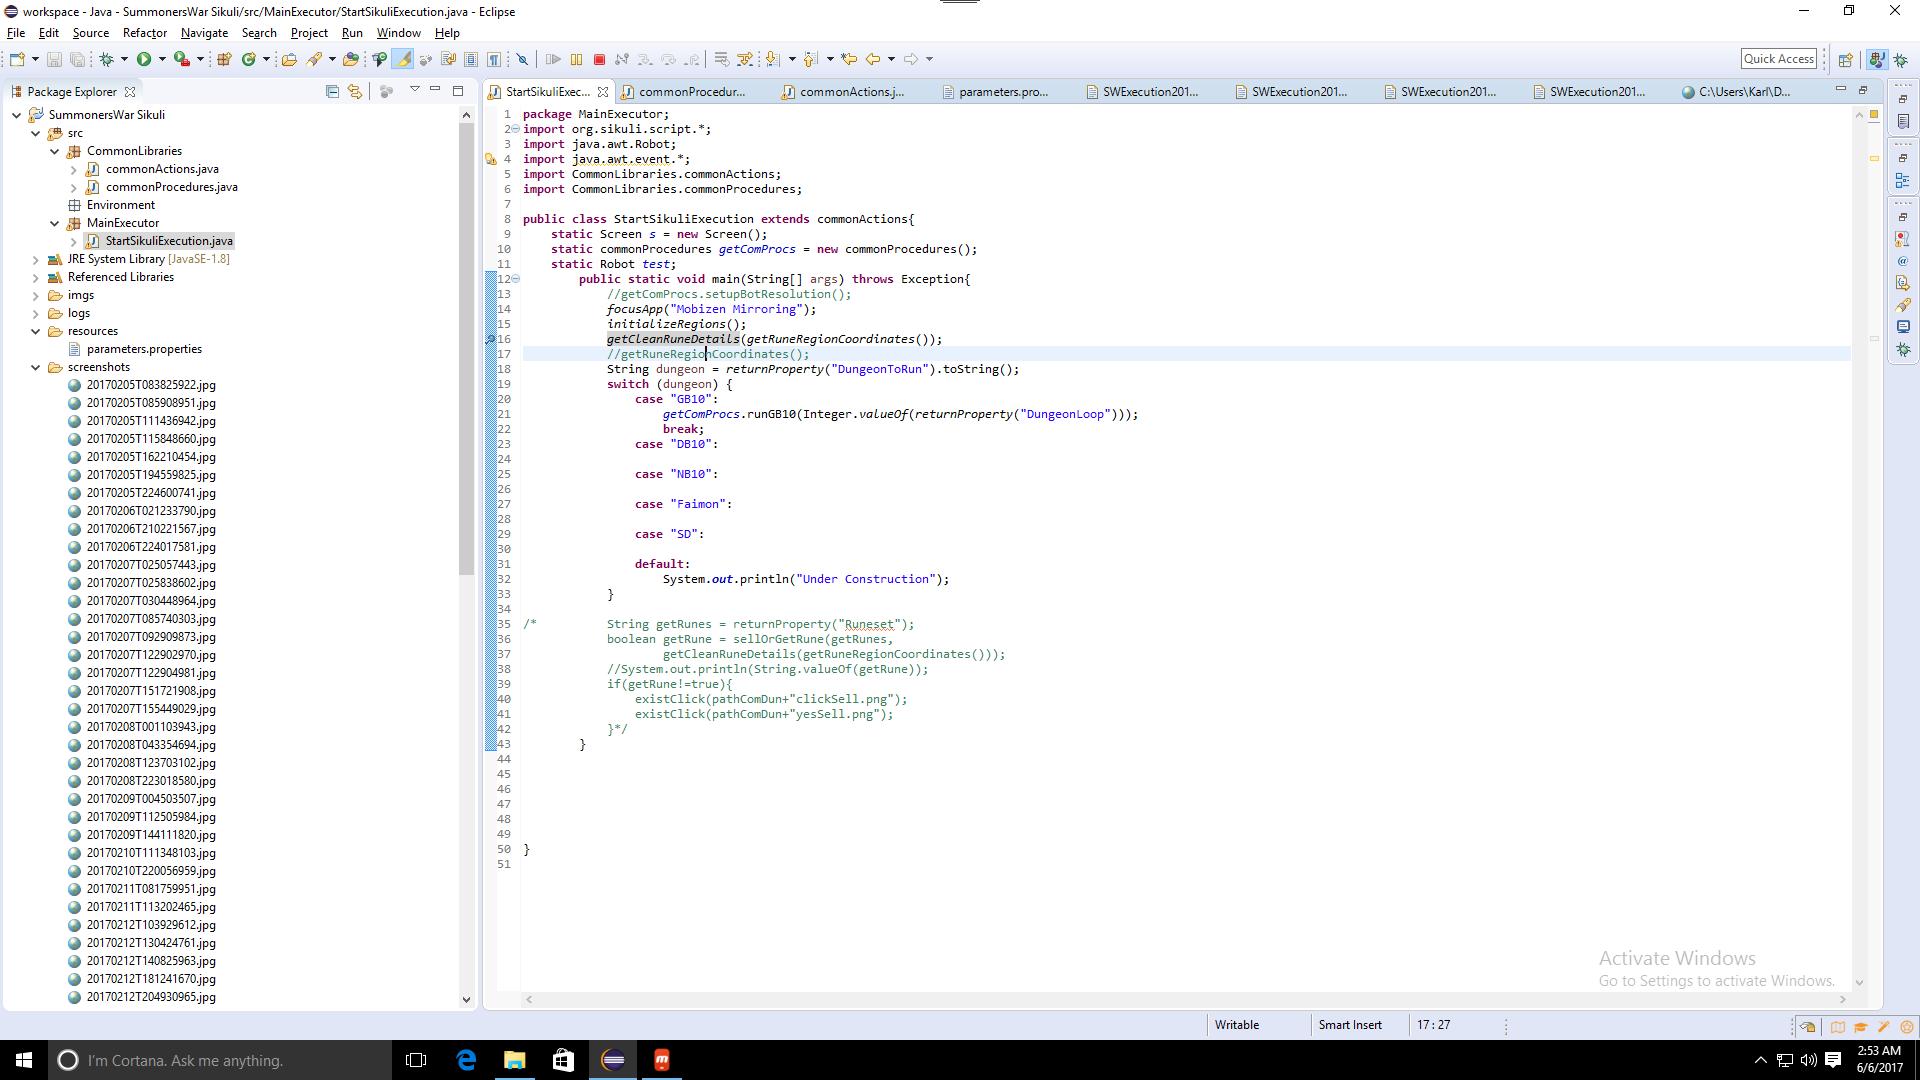 workspace - Java - SummonersWar Sikuli/src/MainExecutor/StartSikuliExecution.java - Eclipse
File Edit Source Refactor Navigate Search Project Run Window Help
Quick Access
Package Explorer
StartSikuliExec... commonProcedur... commonActions.j... parameters.pro... SWExecution201... SWExecution201... SWExecution201... SWExecution201... C:\Users\Karl\D...
SummonersWar Sikuli
src
CommonLibraries
commonActions.java
commonProcedures.java
Environment
MainExecutor
StartSikuliExecution.java
JRE System Library [JavaSE-1.8]
Referenced Libraries
imgs
logs
resources
parameters.properties
screenshots
20170205T083825922.jpg
20170205T085908951.jpg
20170205T111436942.jpg
20170205T115848660.jpg
20170205T162210454.jpg
20170205T194559825.jpg
20170205T224600741.jpg
20170206T021233790.jpg
20170206T210221567.jpg
20170206T224017581.jpg
20170207T025057443.jpg
20170207T025838602.jpg
20170207T030448964.jpg
20170207T085740303.jpg
20170207T092909873.jpg
20170207T122902970.jpg
20170207T122904981.jpg
20170207T151721908.jpg
20170207T155449029.jpg
20170208T001103943.jpg
20170208T043354694.jpg
20170208T123703102.jpg
20170208T223018580.jpg
20170209T004503507.jpg
20170209T112505984.jpg
20170209T144111820.jpg
20170210T111348103.jpg
20170210T220056959.jpg
20170211T081759951.jpg
20170211T113202465.jpg
20170212T103929612.jpg
20170212T130424761.jpg
20170212T140825963.jpg
20170212T181241670.jpg
20170212T204930965.jpg
1 package MainExecutor;
2 import org.sikuli.script.*;
3 import java.awt.Robot;
4 import java.awt.event.*;
5 import CommonLibraries.commonActions;
6 import CommonLibraries.commonProcedures;
7
8 public class StartSikuliExecution extends commonActions{
9 static Screen s = new Screen();
10 static commonProcedures getComProcs = new commonProcedures();
11 static Robot test;
12 public static void main(String[] args) throws Exception{
13 //getComProcs.setupBotResolution();
14 focusApp("Mobizen Mirroring");
15 initializeRegions();
16 getCleanRuneDetails(getRuneRegionCoordinates());
17 //getRuneRegionCoordinates();
18 String dungeon = returnProperty("DungeonToRun").toString();
19 switch (dungeon) {
20 case "GB10":
21 getComProcs.runGB10(Integer.valueOf(returnProperty("DungeonLoop")));
22 break;
23 case "DB10":
24
25 case "NB10":
26
27 case "Faimon":
28
29 case "SD":
30
31 default:
32 System.out.println("Under Construction");
33 }
34
35 /* String getRunes = returnProperty("Runeset");
36 boolean getRune = sellOrGetRune(getRunes,
37 getCleanRuneDetails(getRuneRegionCoordinates()));
38 //System.out.println(String.valueOf(getRune));
39 if(getRune!=true){
40 existClick(pathComDun+"clickSell.png");
41 existClick(pathComDun+"yesSell.png");
42 }*/
43 }
44
45
46
47
48
49
50 }
51
Activate Windows
Go to Settings to activate Windows.
Writable Smart Insert 17 : 27
I'm Cortana. Ask me anything.
2:53 AM
6/6/2017